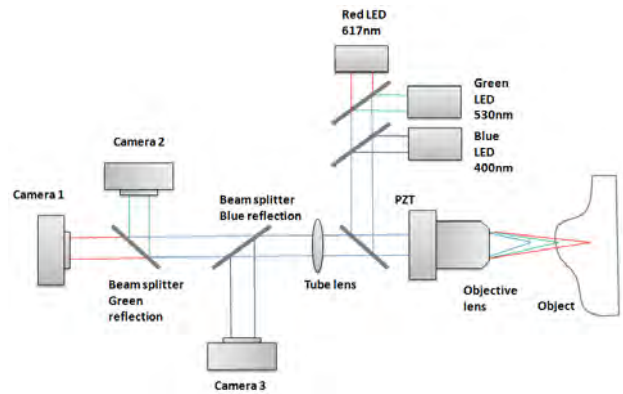 Red LED
617nm
Green
LED
530nm
Blue
LED
400nm
Camera 2
Camera 1
Beam splitter
Blue reflection
PZT
Beam splitter
Green
reflection
Tube lens
Objective
lens
Object
Camera 3